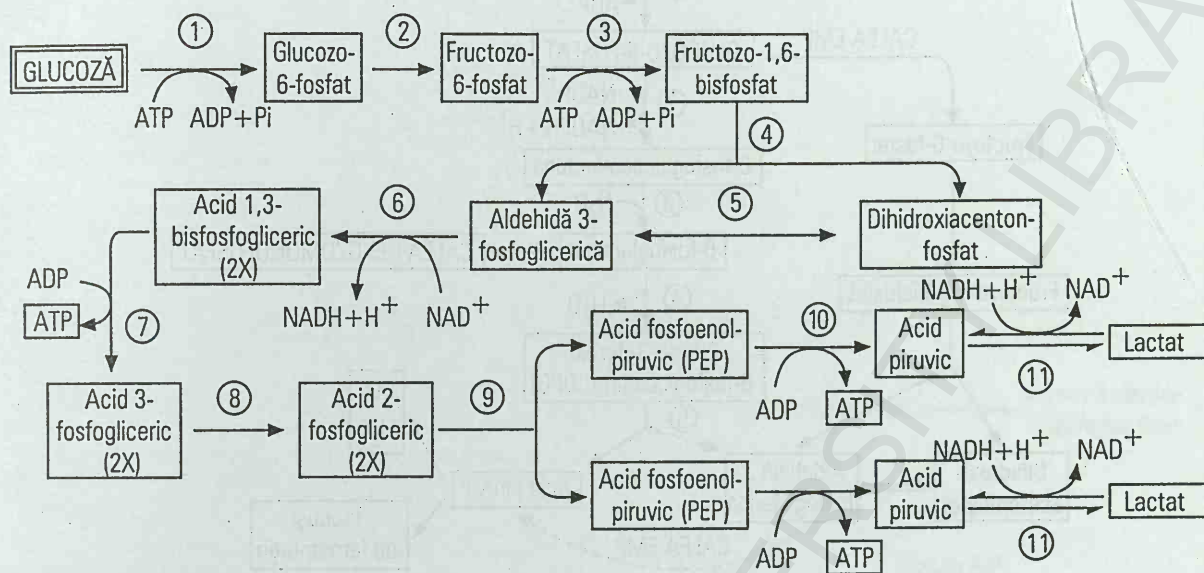 ① ② ③
GLUCOZĂ
Glucozo-
6-fosfat
Fructozo-
6-fosfat
Fructozo-1,6-
bisfosfat
ATP ADP+Pi
ATP ADP+Pi
④
Acid 1,3-
bisfosfogliceric
(2X)
⑥
Aldehidă 3-
fosfoglicerică
⑤
Dihidroxiaceton-
fosfat
ADP
ATP
⑦
NADH+H+ NAD+
NADH+H+ NAD+
Acid fosfoenol-
piruvic (PEP)
⑩
Acid
piruvic
Lactat
⑪
ADP ATP
Acid 3-
fosfogliceric
(2X)
⑧
Acid 2-
fosfogliceric
(2X)
⑨
NADH+H+ NAD+
Acid fosfoenol-
piruvic (PEP)
Acid
piruvic
Lactat
⑪
ADP ATP